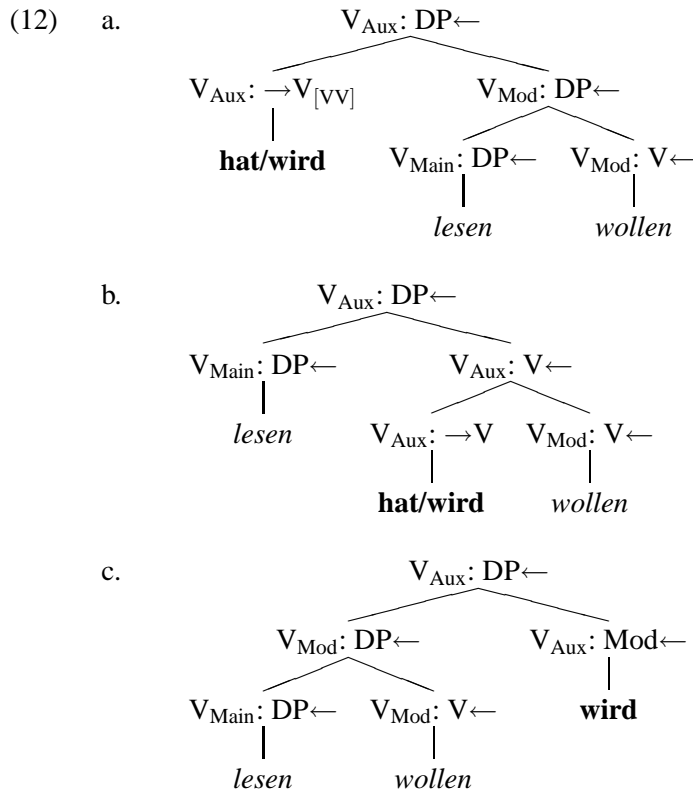 (12) a. V_Aux: DP←
V_Aux: →V_[VV] V_Mod: DP←
hat/wird V_Main: DP← V_Mod: V←
lesen wollen
b. V_Aux: DP←
V_Main: DP← V_Aux: V←
lesen V_Aux: →V V_Mod: V←
hat/wird wollen
c. V_Aux: DP←
V_Mod: DP← V_Aux: Mod←
V_Main: DP← V_Mod: V← wird
lesen wollen